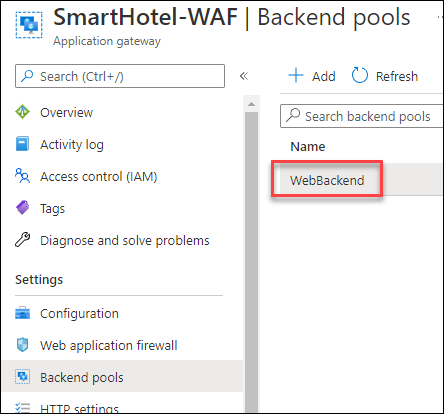 SmartHotel-WAF | Backend pools
Application gateway
Search (Ctrl+/)
«
Overview
Activity log
Access control (IAM)
Tags
Diagnose and solve problems
Settings
Configuration
Web application firewall
Backend pools
HTTP settings
+ Add
Refresh
Search backend pools
Name
WebBackend